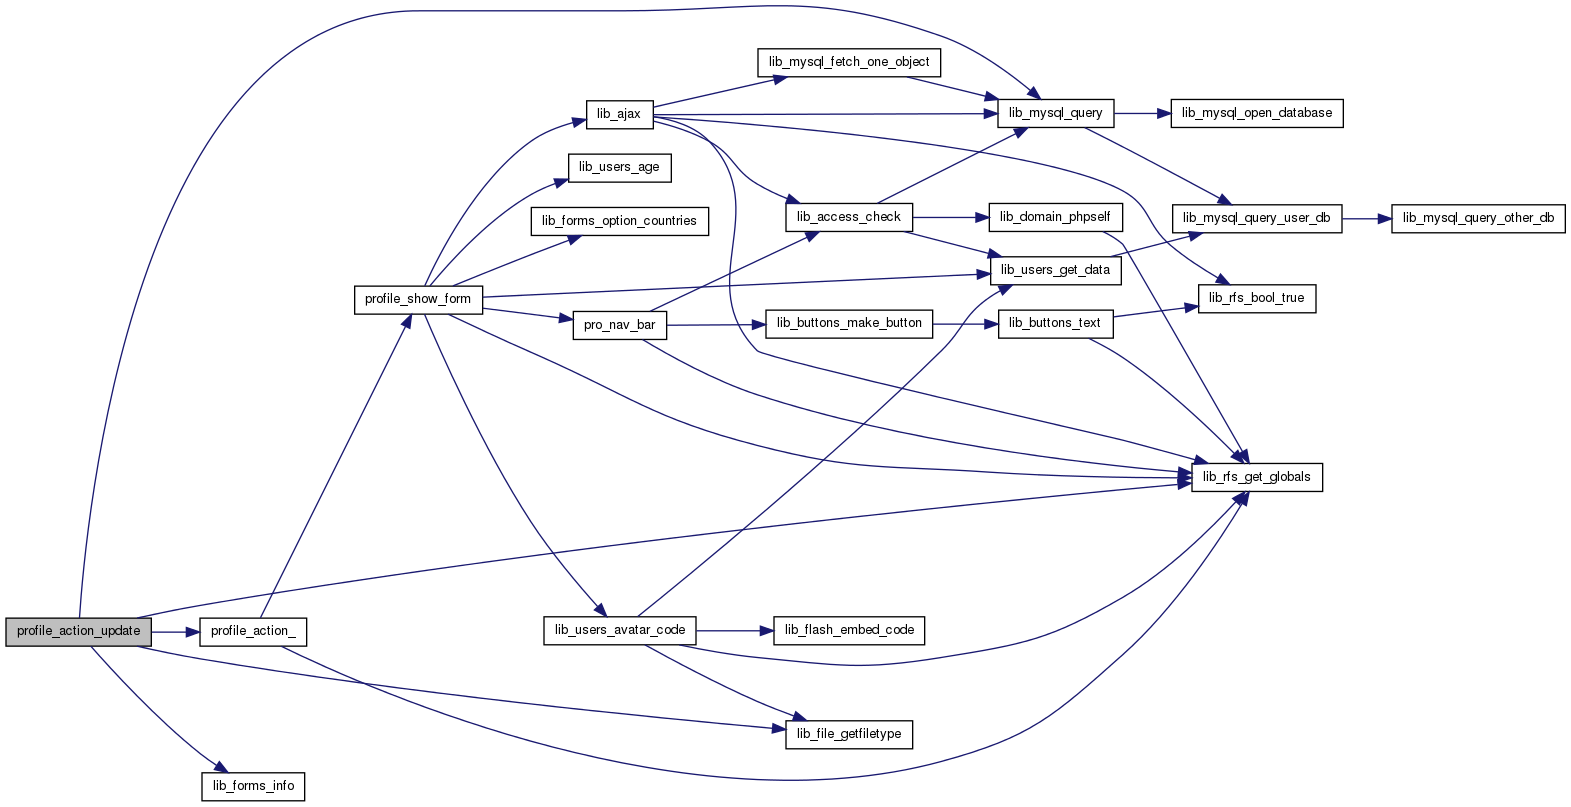 lib_mysql_fetch_one_object
lib_ajax
lib_mysql_query
lib_mysql_open_database
lib_users_age
lib_forms_option_countries
lib_access_check
lib_domain_phpself
lib_mysql_query_user_db
lib_mysql_query_other_db
lib_users_get_data
profile_show_form
lib_rfs_bool_true
pro_nav_bar
lib_buttons_make_button
lib_buttons_text
lib_rfs_get_globals
profile_action_update
profile_action_
lib_users_avatar_code
lib_flash_embed_code
lib_file_getfiletype
lib_forms_info